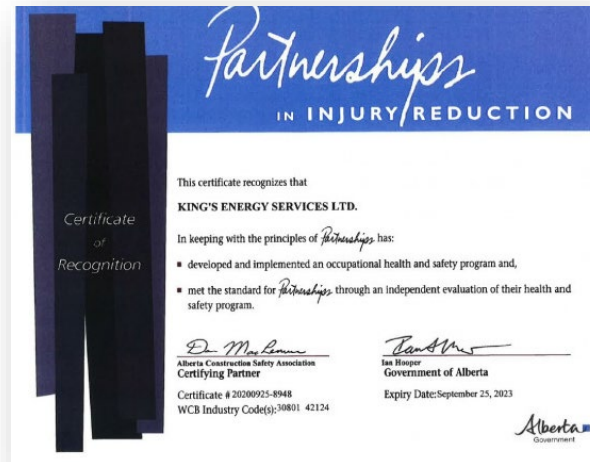 Partnerships
IN INJURY REDUCTION
Certificate
of
Recognition
This certificate recognizes that
KING'S ENERGY SERVICES LTD.
In keeping with the principles of Partnerships has:
▪ developed and implemented an occupational health and safety program and,
▪ met the standard for Partnerships through an independent evaluation of their health and
safety program.
Alberta Construction Safety Association
Certifying Partner
Certificate # 20200925-8948
WCB Industry Code(s):30801 42124
Ian Hooper
Government of Alberta
Expiry Date:September 25, 2023
Alberta
Government